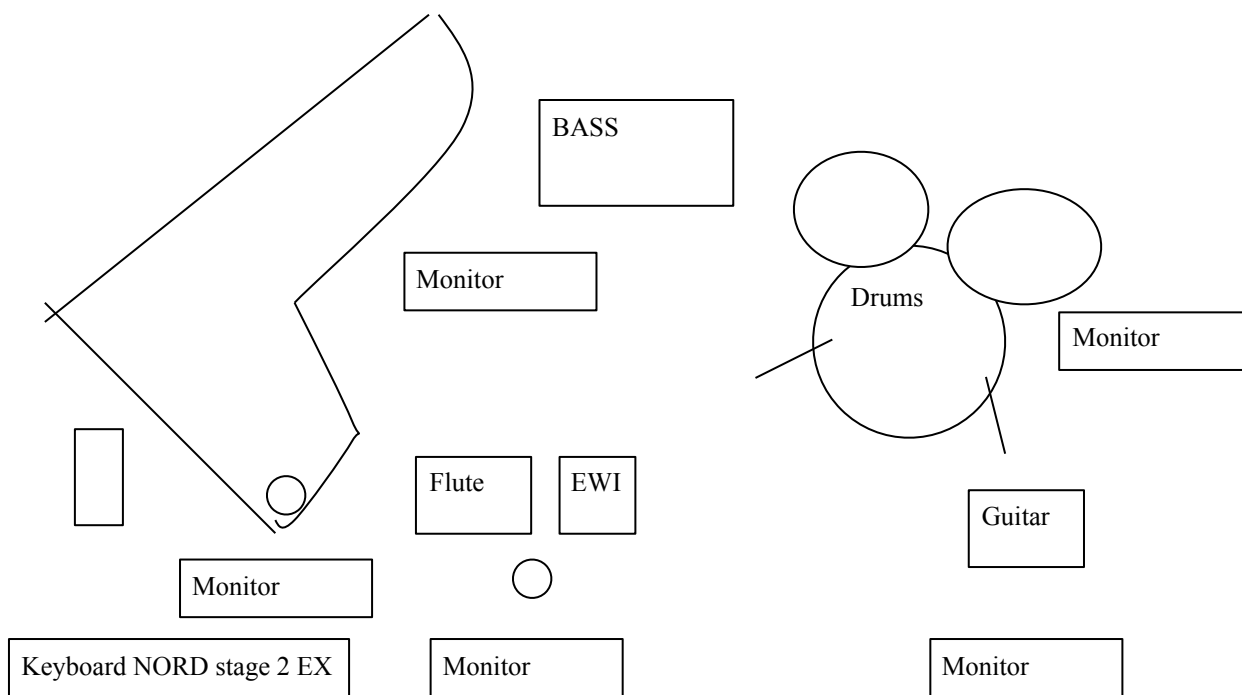 BASS
Monitor
Drums
Monitor
Flute
EWI
Guitar
Monitor
Keyboard NORD stage 2 EX
Monitor
Monitor